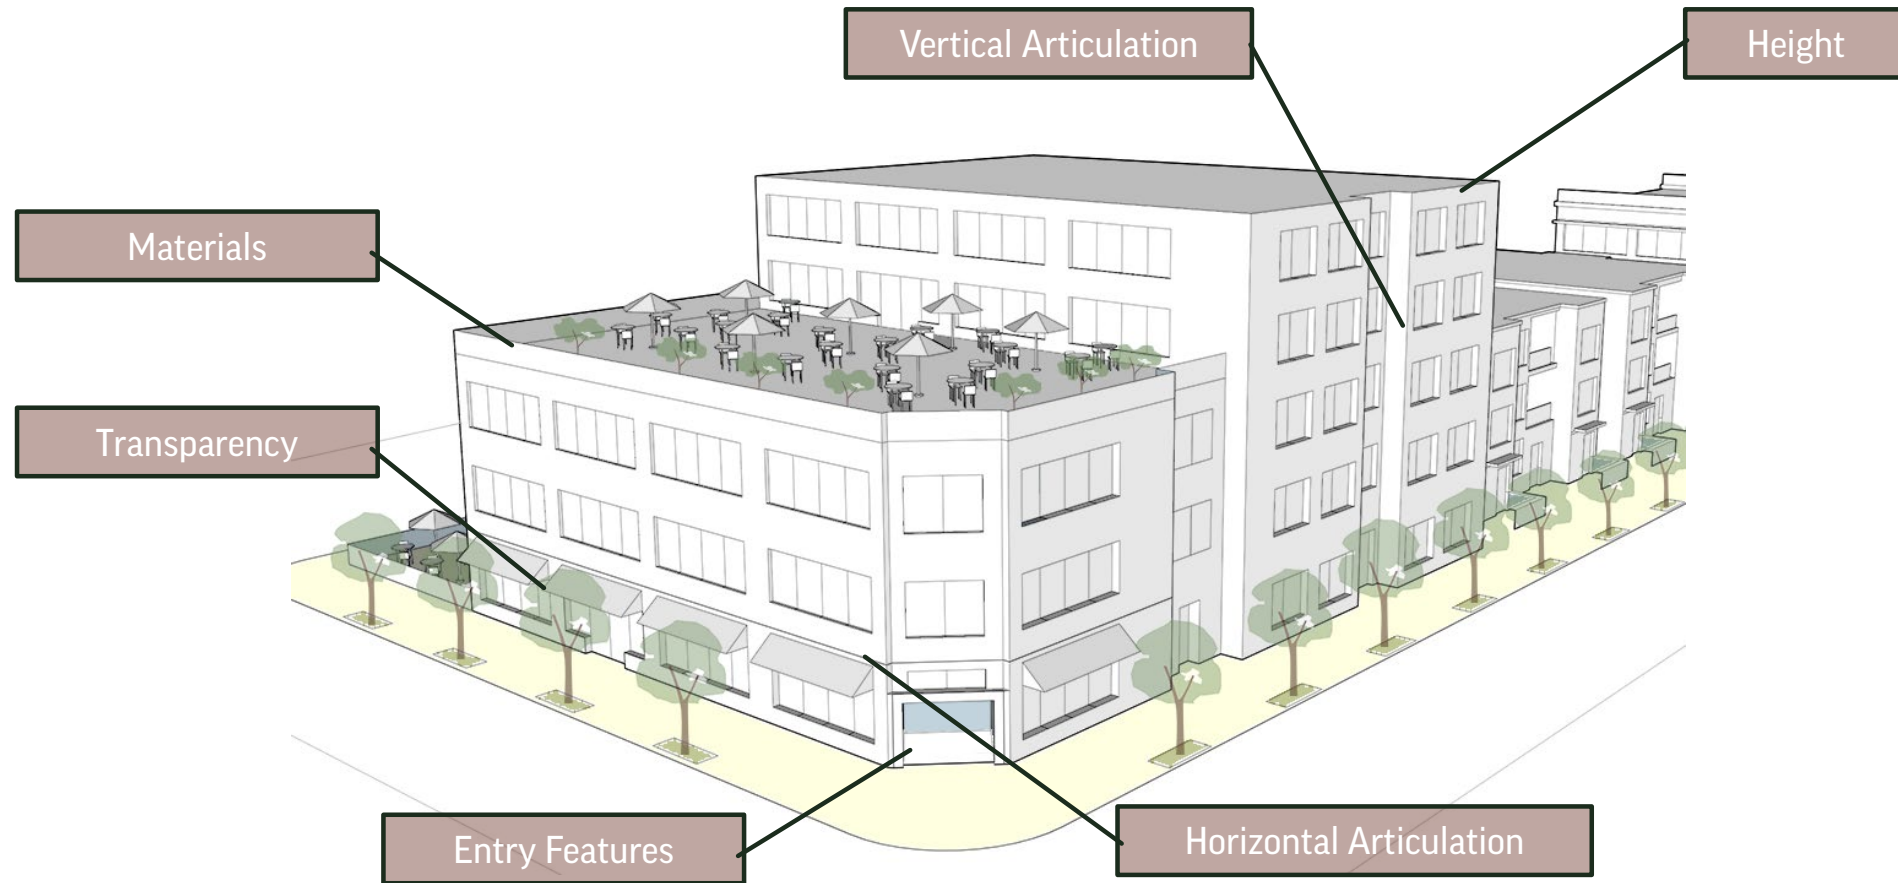 Vertical Articulation
Height
Materials
Transparency
Entry Features
Horizontal Articulation